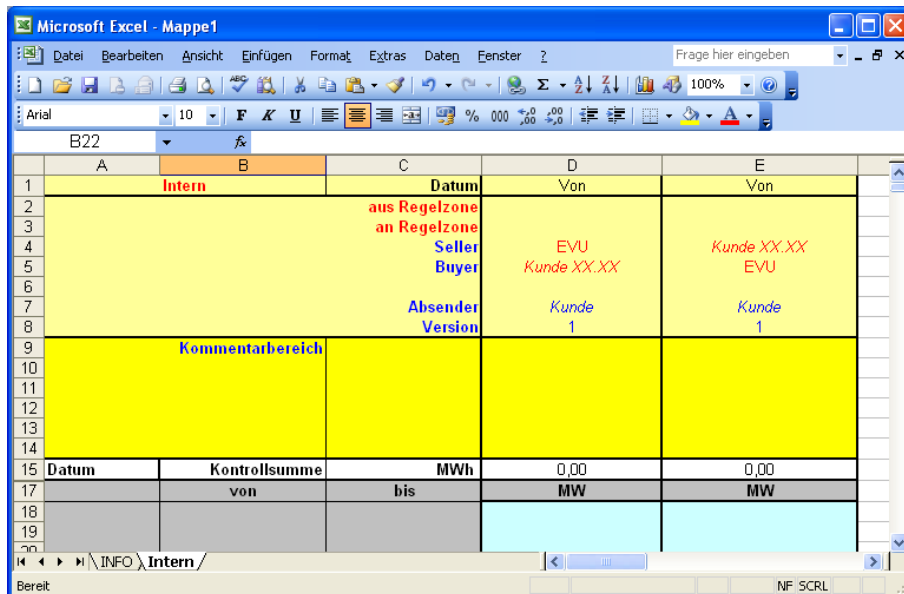 Microsoft Excel - Mappe1
Datei Bearbeiten Ansicht Einfügen Format Extras Daten Fenster ? Frage hier eingeben
100%
Arial 10 F K U % 000
B22 fx
A B C D E
1 Intern Datum Von Von
2 aus Regelzone
3 an Regelzone
4 Seller EVU Kunde XX.XX
5 Buyer Kunde XX.XX EVU
6
7 Absender Kunde Kunde
8 Version 1 1
9 Kommentarbereich
10
11
12
13
14
15 Datum Kontrollsumme MWh 0,00 0,00
17 von bis MW MW
18
19
20
INFO Intern
Bereit NF SCRL